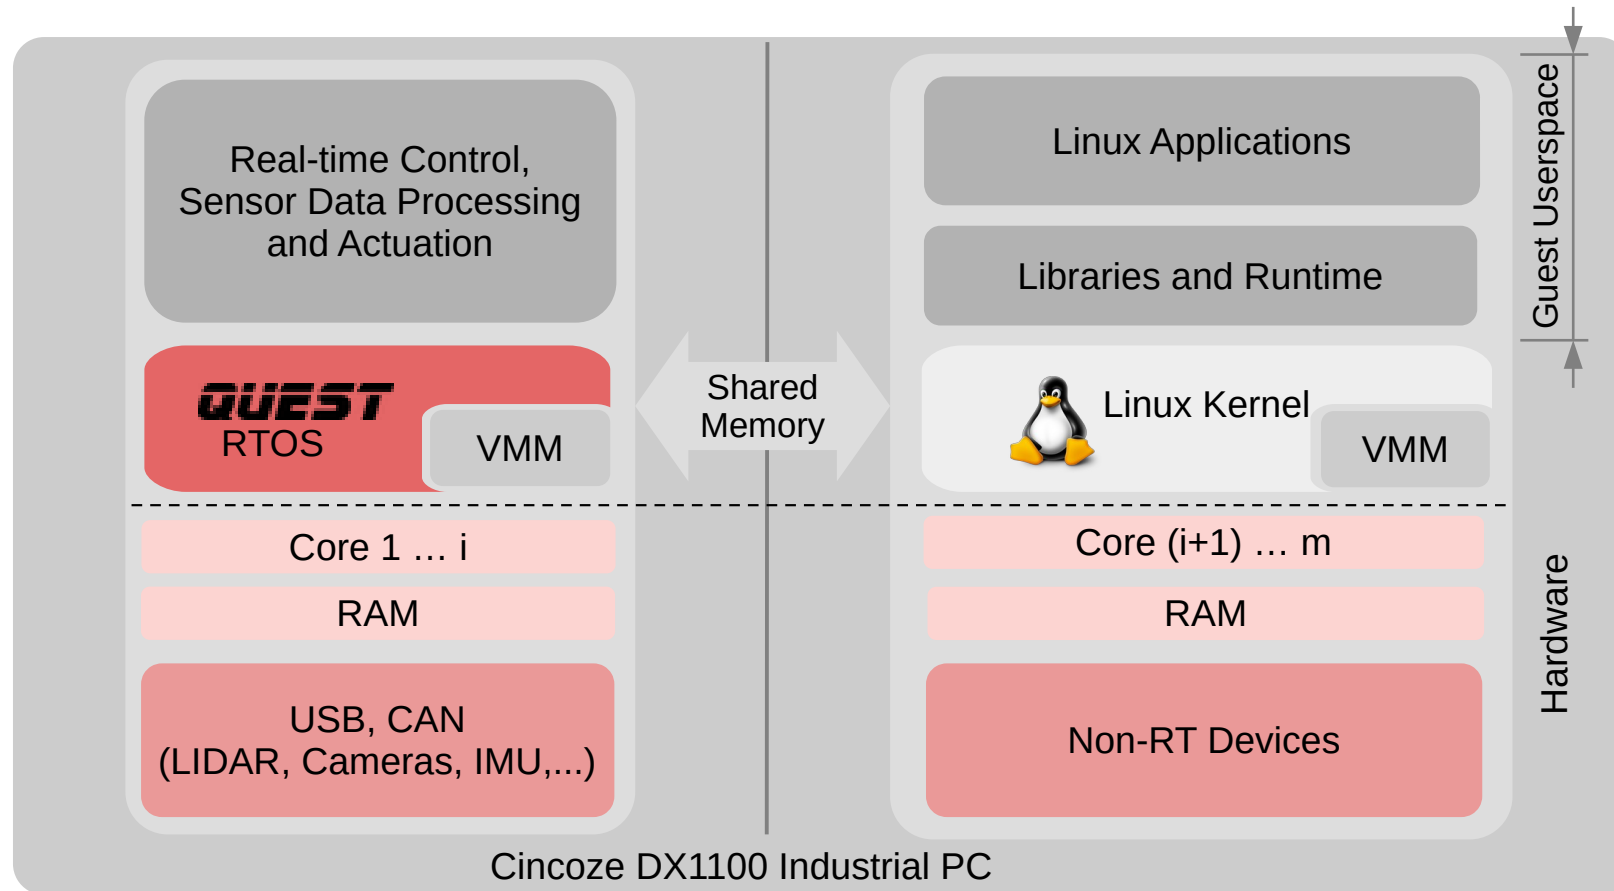 Real-time Control,
Sensor Data Processing
and Actuation
QUEST
RTOS
VMM
Core 1 … i
RAM
USB, CAN
(LIDAR, Cameras, IMU,...)
Shared
Memory
Linux Applications
Libraries and Runtime
Linux Kernel
VMM
Core (i+1) … m
RAM
Non-RT Devices
Guest Userspace
Hardware
Cincoze DX1100 Industrial PC